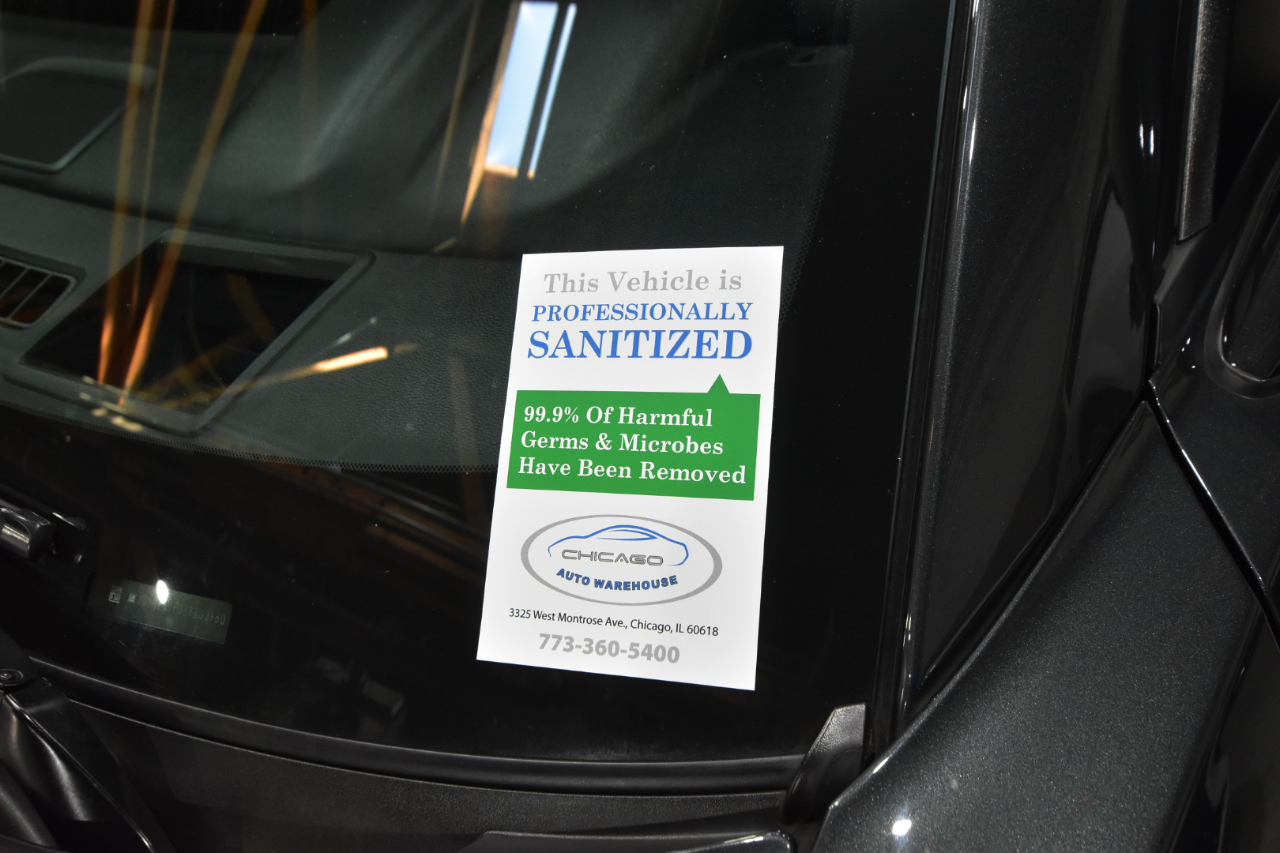 This Vehicle is
PROFESSIONALLY
SANITIZED
99.9% Of Harmful
Germs & Microbes
Have Been Removed
CHICAGO
AUTO WAREHOUSE
3325 West Montrose Ave., Chicago, IL 60618
773-360-5400